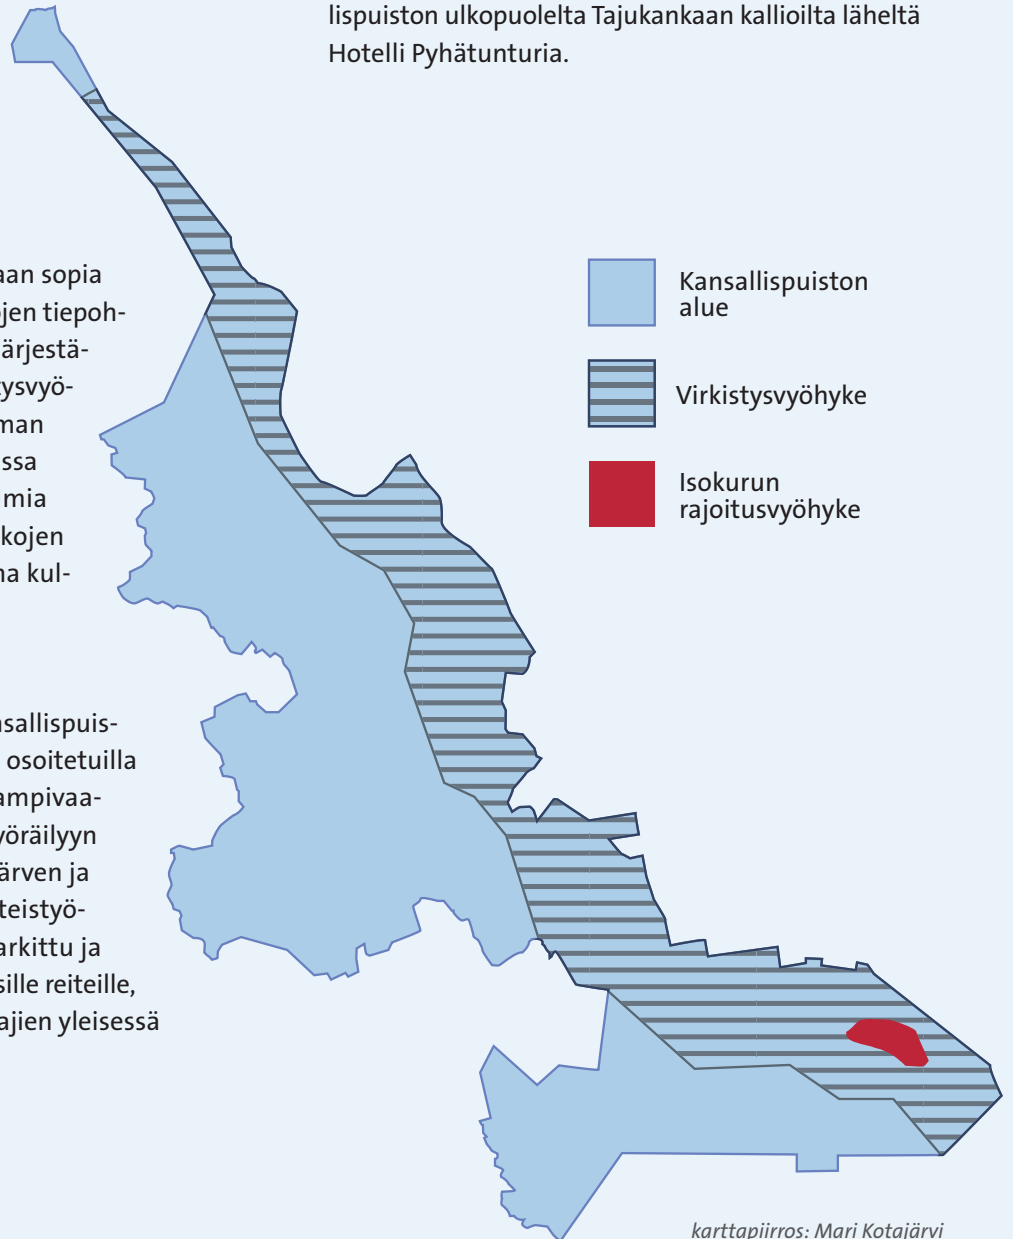 lispuiston ulkopuolelta Tajukankaan kallioilta läheltä
Hotelli Pyhätunturia.
aan sopia
jen tiepoh-
ärjestä-
tysvyö-
man
ssa
mia
kojen
na kul-
nsallispuis-
osoitetuilla
ampivaa-
yöräilyyn
ärven ja
teistyö-
arkittu ja
sille reiteille,
ajien yleisessä
Kansallispuiston
alue
Virkistysvyöhyke
Isokurun
rajoitusvyöhyke
karttapiirros: Mari Kotajärvi